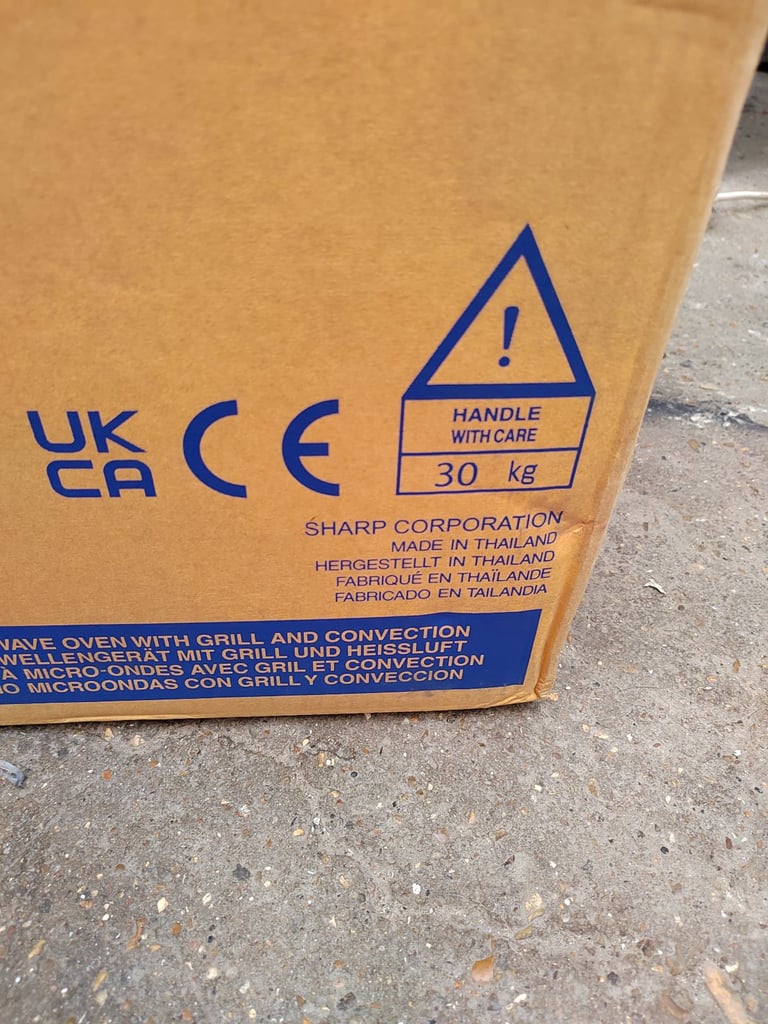 !
HANDLE
WITH CARE
30 kg
UK
CA
CE
SHARP CORPORATION
MADE IN THAILAND
HERGESTELLT IN THAILAND
FABRIQUÉ EN THAÏLANDE
FABRICADO EN TAILANDIA
WAVE OVEN WITH GRILL AND CONVECTION
WELLENGERÄT MIT GRILL UND HEISSLUFT
À MICRO-ONDES AVEC GRIL ET CONVECTION
MICROONDAS CON GRILL Y CONVECCION